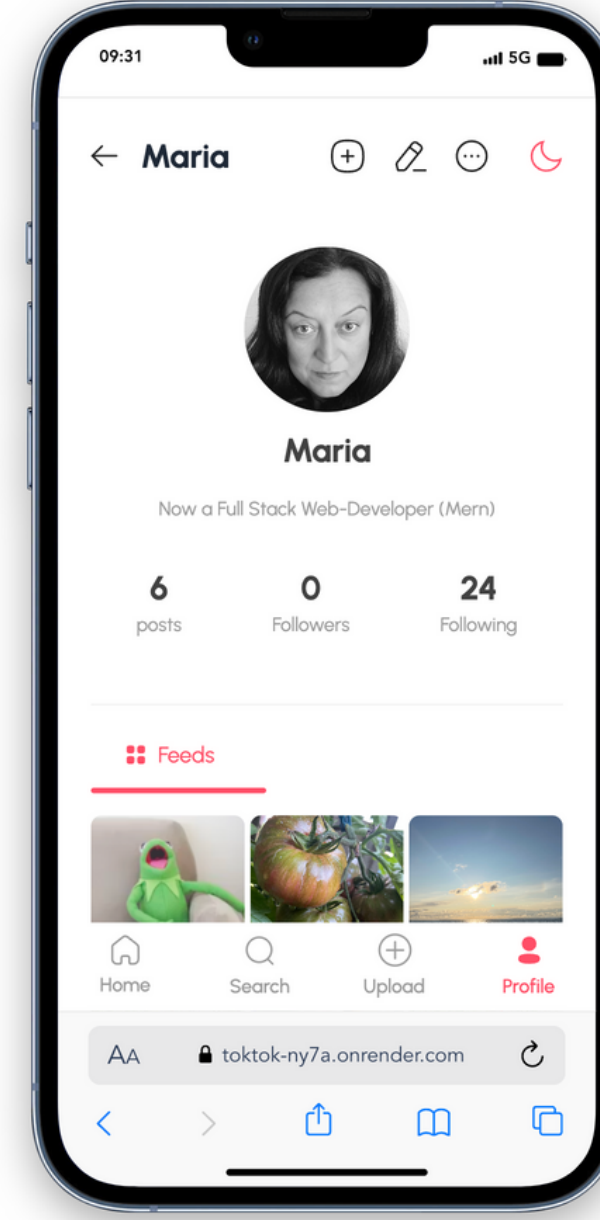 09:31 5G
Maria
Maria
Now a Full Stack Web-Developer (Mern)
6 0 24
posts Followers Following
Feeds
Home Search Upload Profile
AA toktok-ny7a.onrender.com